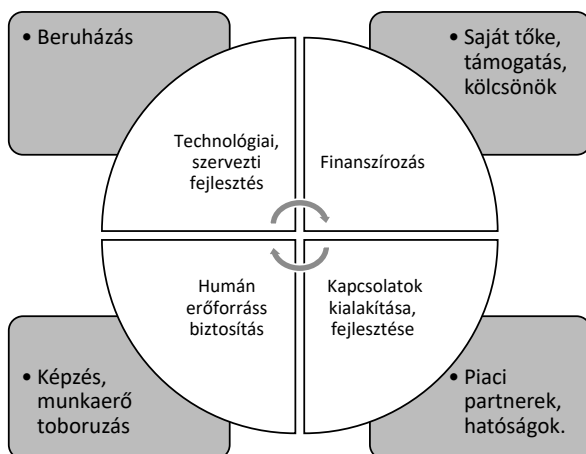 • Beruházás
• Saját tőke,
támogatás,
kölcsönök
Technológiai,
szervezti
fejlesztés
Finanszírozás
Humán
erőforráss
biztosítás
Kapcsolatok
kialakítása,
fejlesztése
• Képzés,
munkaerő
toboruzás
• Piaci
partnerek,
hatóságok.